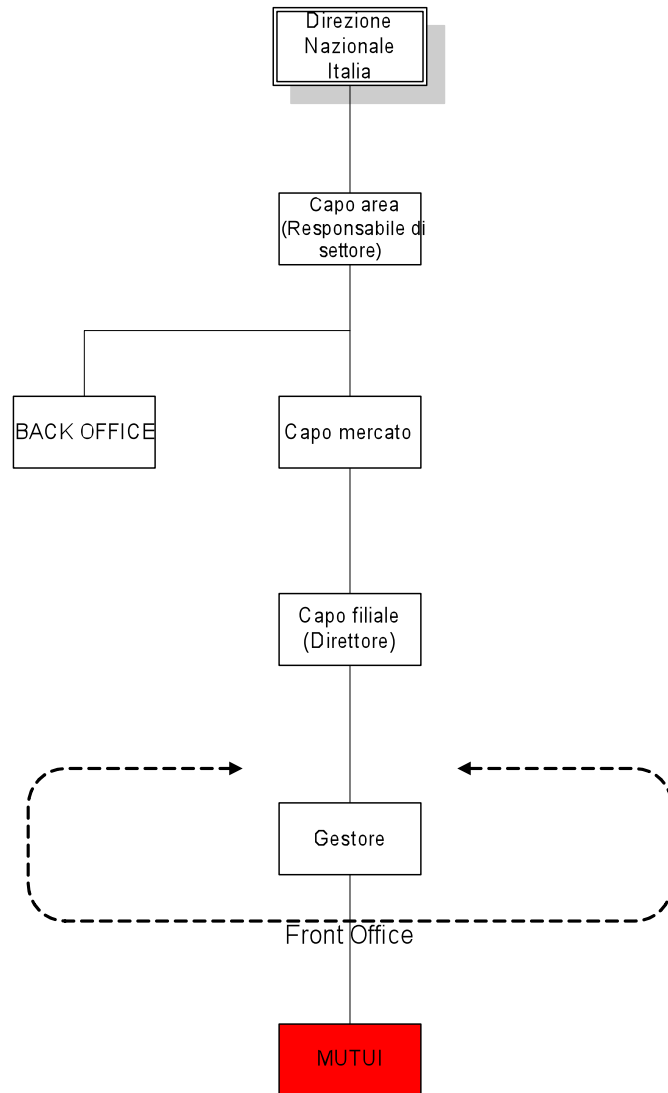 Direzione
Nazionale
Italia
Capo area
(Responsabile di
settore)
BACK OFFICE
Capo mercato
Capo filiale
(Direttore)
Gestore
Front Office
MUTUI